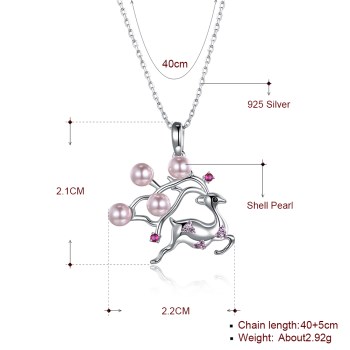 40cm
925 Silver
2.1CM
Shell Pearl
2.2CM
Chain length:40+5cm
Weight: About2.92g